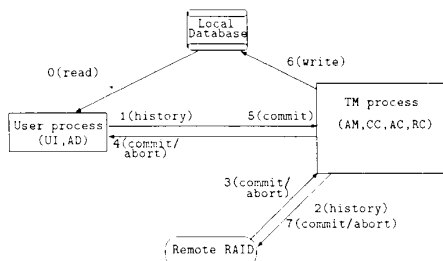 Local
Database
0(read)
6(write)
TM process
(AM,CC,AC,RC)
User process
(UI,AD)
1(history)
5(commit)
4(commit/
abort)
3(commit/
abort)
2(history)
7(commit/abort)
Remote RAID